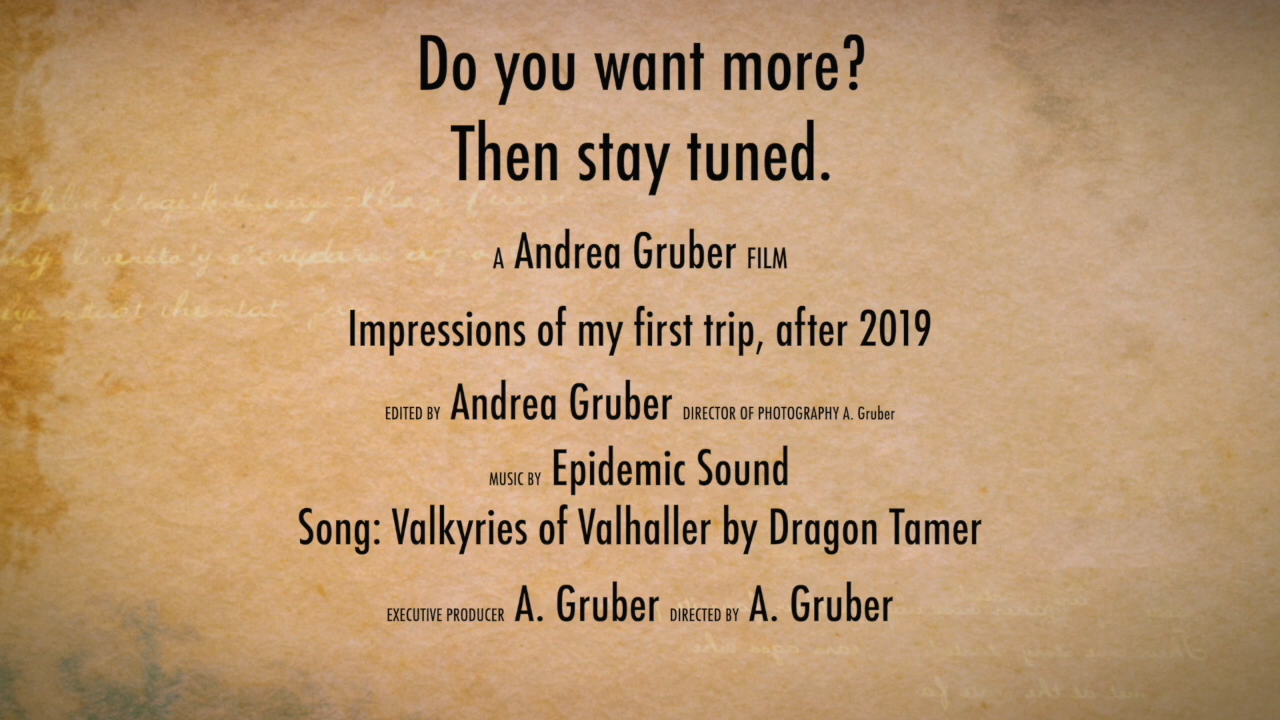 Do you want more?
Then stay tuned.
A Andrea Gruber FILM
Impressions of my first trip, after 2019
EDITED BY Andrea Gruber DIRECTOR OF PHOTOGRAPHY A. Gruber
MUSIC BY Epidemic Sound
Song: Valkyries of Valhaller by Dragon Tamer
EXECUTIVE PRODUCER A. Gruber DIRECTED BY A. Gruber